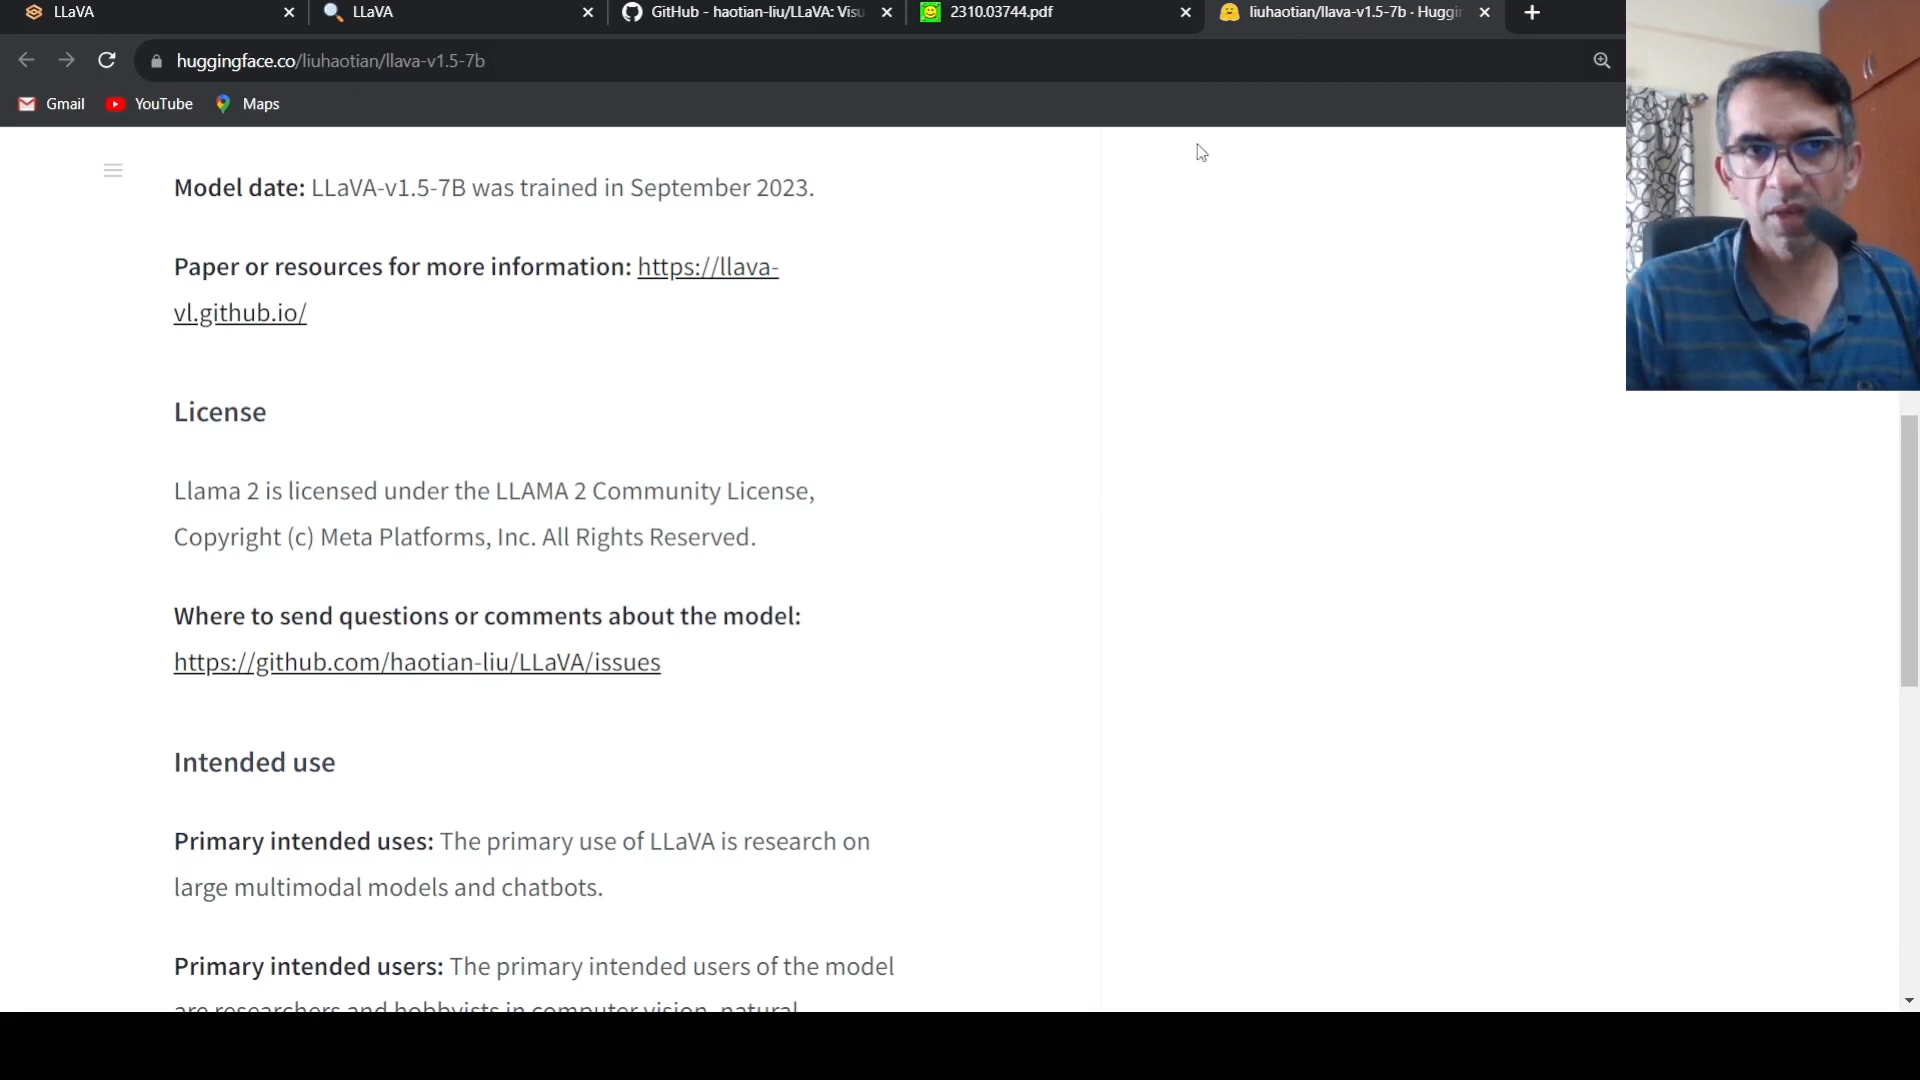 LLaVA
LLaVA
GitHub - haotian-liu/LLaVA: Visu
2310.03744.pdf
liuhaotian/llava-v1.5-7b · Huggin
huggingface.co/liuhaotian/llava-v1.5-7b
Gmail
YouTube
Maps
Model date: LLaVA-v1.5-7B was trained in September 2023.
Paper or resources for more information: https://llava-
vl.github.io/
License
Llama 2 is licensed under the LLAMA 2 Community License,
Copyright (c) Meta Platforms, Inc. All Rights Reserved.
Where to send questions or comments about the model:
https://github.com/haotian-liu/LLaVA/issues
Intended use
Primary intended uses: The primary use of LLaVA is research on
large multimodal models and chatbots.
Primary intended users: The primary intended users of the model
are researchers and hobbyists in computer vision, natural